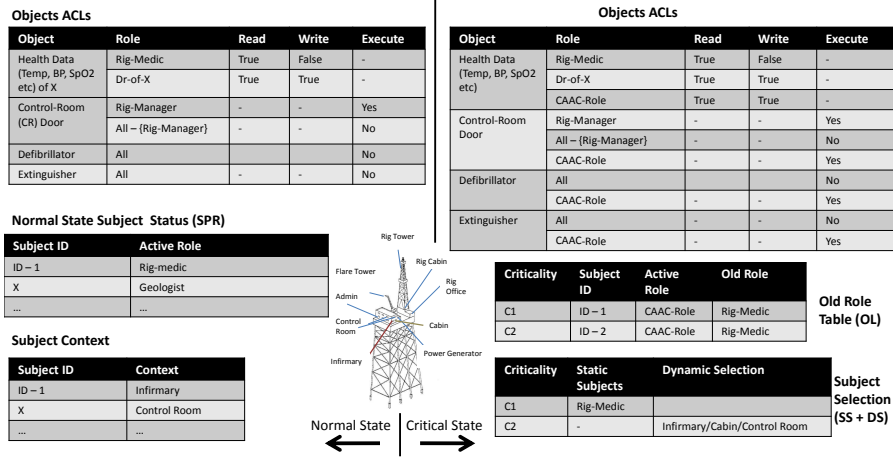 Objects ACLs
Object Role Read Write Execute
Health Data (Temp, BP, SpO2 etc) of X Rig-Medic True False -
Dr-of-X True True -
Control-Room (CR) Door Rig-Manager - - Yes
All – {Rig-Manager} - - No
Defibrillator All No
Extinguisher All - - No
Normal State Subject Status (SPR)
Subject ID Active Role
ID – 1 Rig-medic
X Geologist
... ...
Subject Context
Subject ID Context
ID – 1 Infirmary
X Control Room
... ...
Rig Tower
Rig Cabin
Flare Tower
Rig Office
Admin
Control Room
Cabin
Power Generator
Infirmary
Normal State
Critical State
Objects ACLs
Object Role Read Write Execute
Health Data (Temp, BP, SpO2 etc) Rig-Medic True False -
Dr-of-X True True -
CAAC-Role True True -
Control-Room Door Rig-Manager - - Yes
All – {Rig-Manager} - - No
CAAC-Role - - Yes
Defibrillator All No
CAAC-Role - - Yes
Extinguisher All - - No
CAAC-Role - - Yes
Criticality Subject ID Active Role Old Role
C1 ID – 1 CAAC-Role Rig-Medic
C2 ID – 2 CAAC-Role Rig-Medic
Old Role Table (OL)
Criticality Static Subjects Dynamic Selection
C1 Rig-Medic
C2 - Infirmary/Cabin/Control Room
Subject Selection (SS + DS)